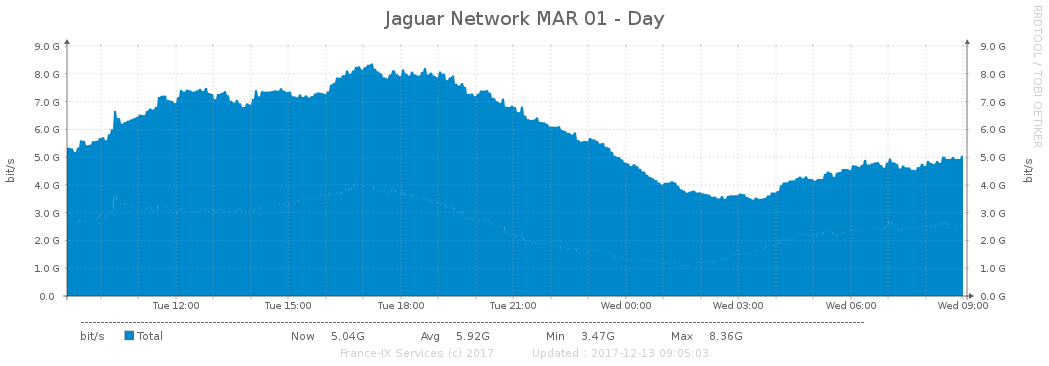 Jaguar Network MAR 01 - Day
RRDTOOL / TOBI OETIKER
9.0 G 9.0 G
8.0 G 8.0 G
7.0 G 7.0 G
6.0 G 6.0 G
5.0 G 5.0 G
4.0 G 4.0 G
3.0 G 3.0 G
2.0 G 2.0 G
1.0 G 1.0 G
0.0 0.0 G
bit/s
bit/s
Tue 12:00 Tue 15:00 Tue 18:00 Tue 21:00 Wed 00:00 Wed 03:00 Wed 06:00 Wed 09:00
bit/s Total Now 5.04G Avg 5.92G Min 3.47G Max 8.36G
France-IX Services (c) 2017 Updated : 2017-12-13 09:05:03